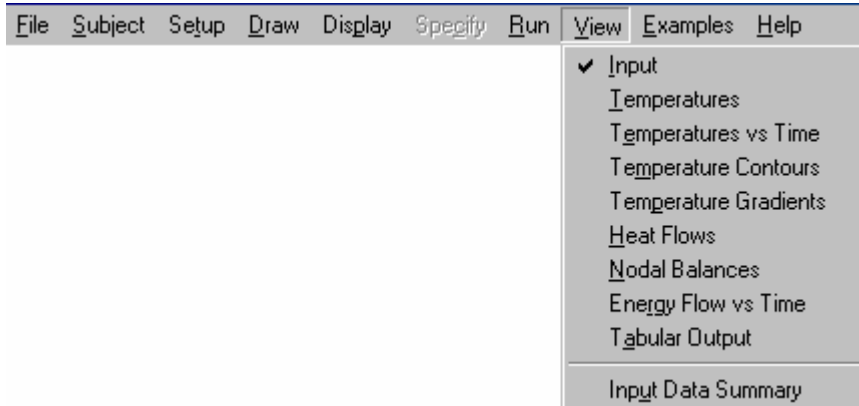 File Subject Setup Draw Display Specify Run View Examples Help
Input
Temperatures
Temperatures vs Time
Temperature Contours
Temperature Gradients
Heat Flows
Nodal Balances
Energy Flow vs Time
Tabular Output
Input Data Summary